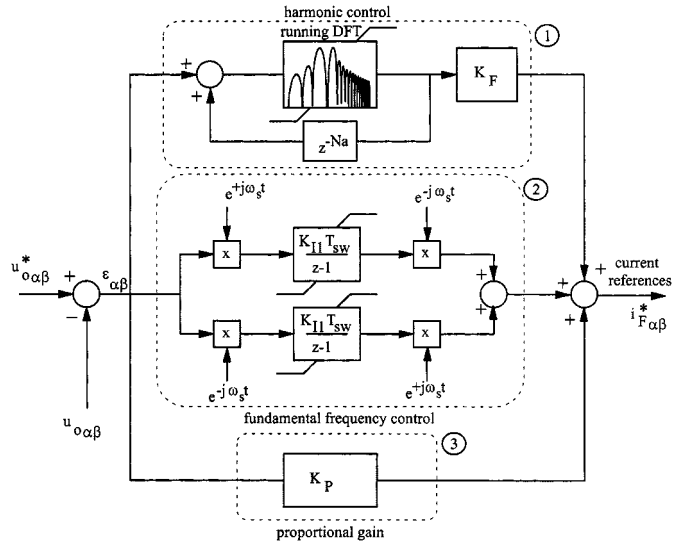 harmonic control
running DFT
1
+
+
K_F
z^-Na
2
e^+jω_s t
e^-jω_s t
x
K_I1 T_sw
z-1
x
u*_oαβ
+
−
ε_αβ
+
+
+
+
+
current
references
i*_Fαβ
x
K_I1 T_sw
z-1
x
e^-jω_s t
e^+jω_s t
u_oαβ
fundamental frequency control
3
K_P
proportional gain